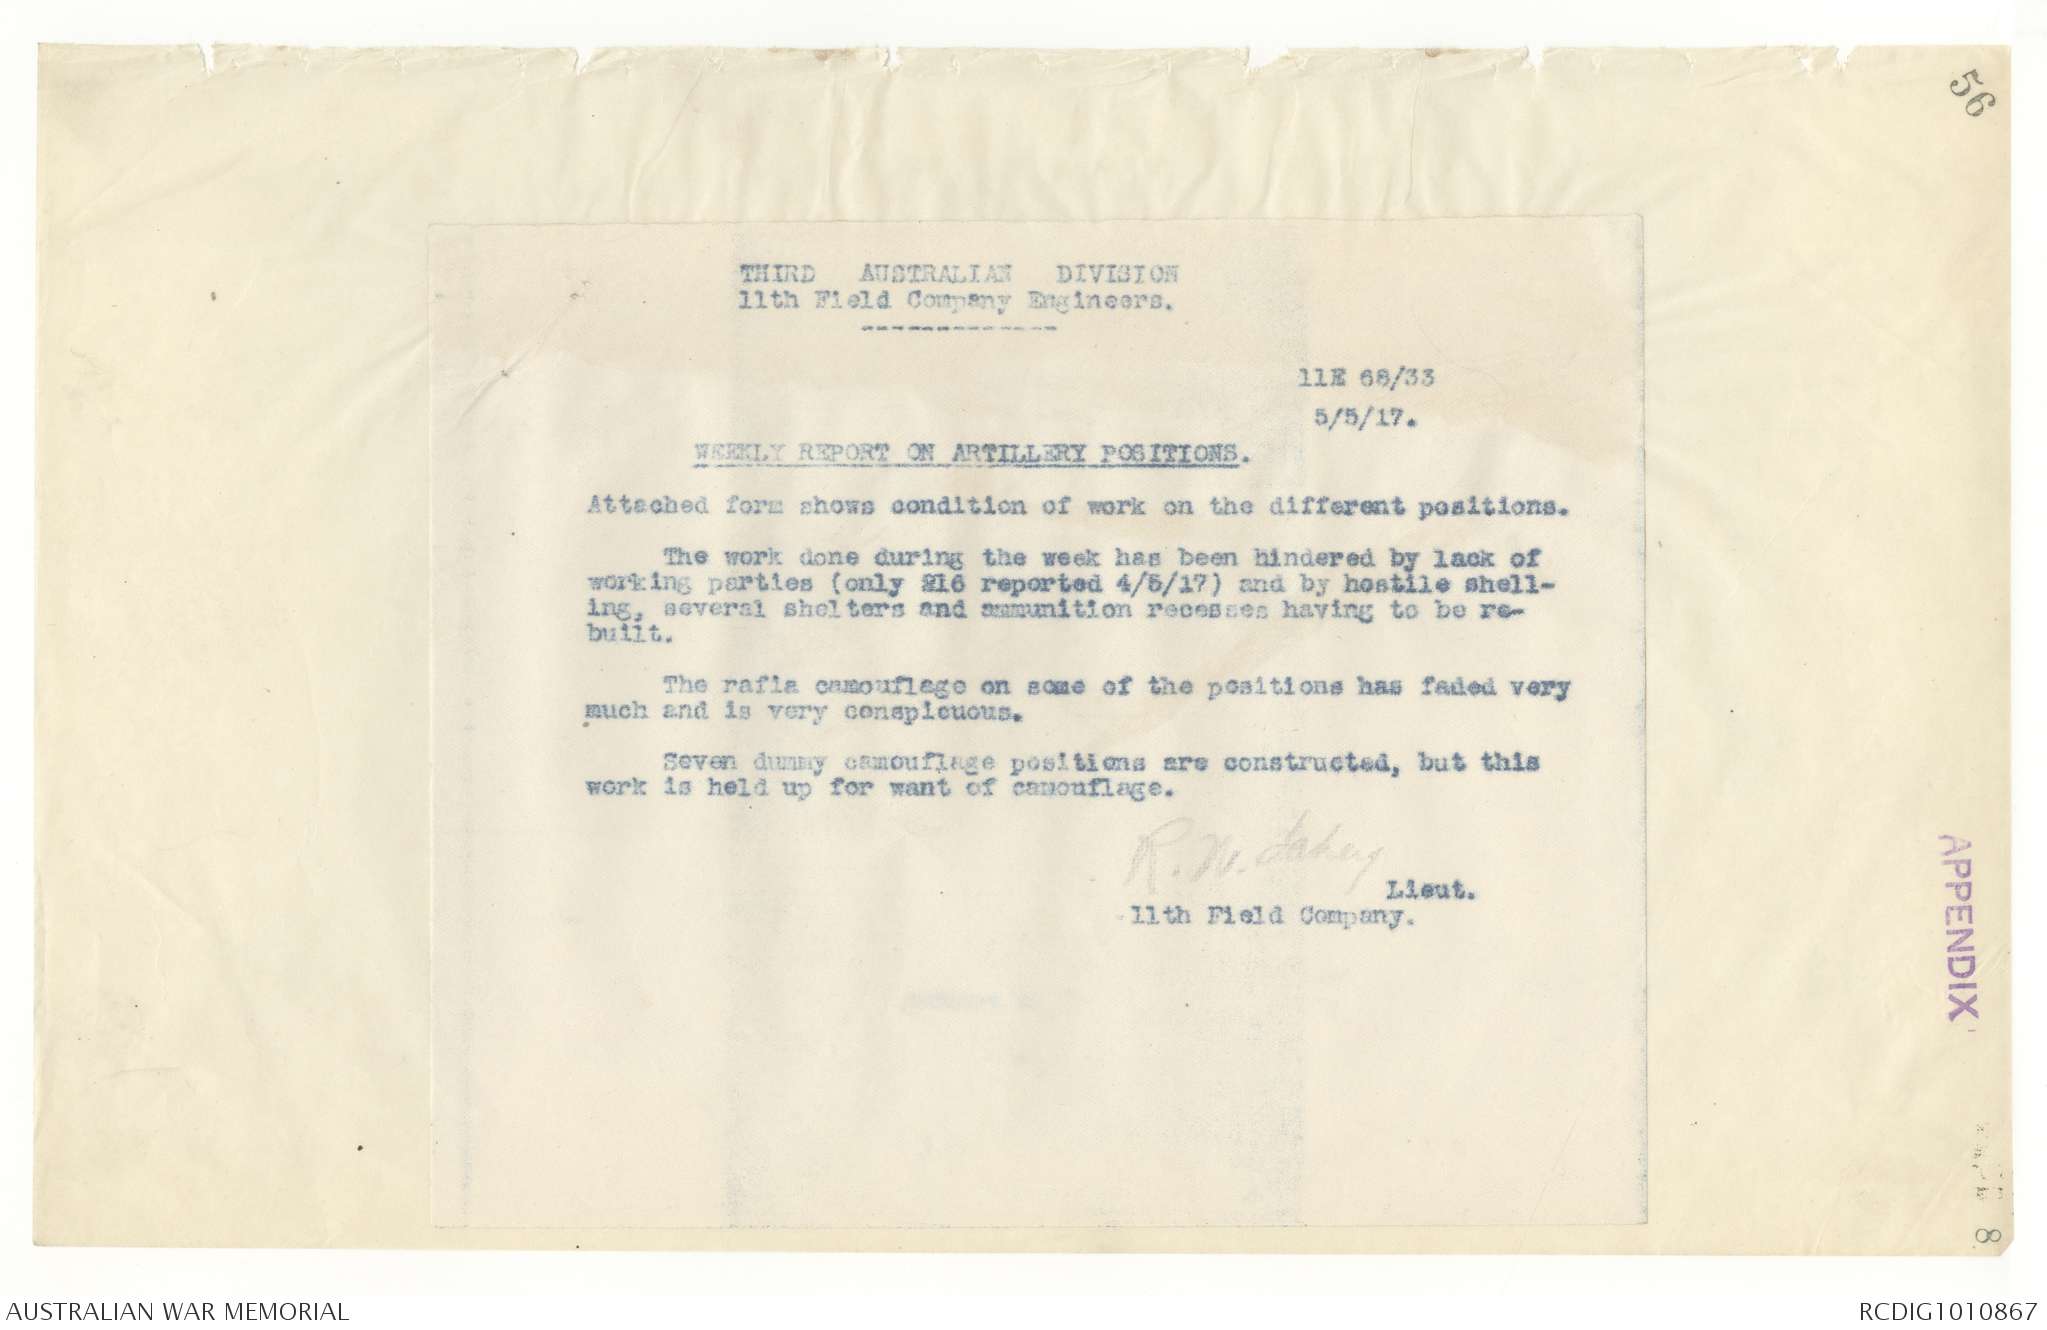 56
THIRD AUSTRALIAN DIVISION
11th Field Company Engineers.
-------------
11E 68/33
5/5/17.
WEEKLY REPORT ON ARTILLERY POSITIONS.
Attached form shows condition of work on the different positions.
The work done during the week has been hindered by lack of
working parties (only 216 reported 4/5/17) and by hostile shell-
ing, several shelters and ammunition recesses having to be re-
built.
The rafia camouflage on some of the positions has faded very
much and is very conspicuous.
Seven dummy camouflage positions are constructed, but this
work is held up for want of camouflage.
R. W.
Lieut.
11th Field Company.
APPENDIX
8
AUSTRALIAN WAR MEMORIAL
RCDIG1010867